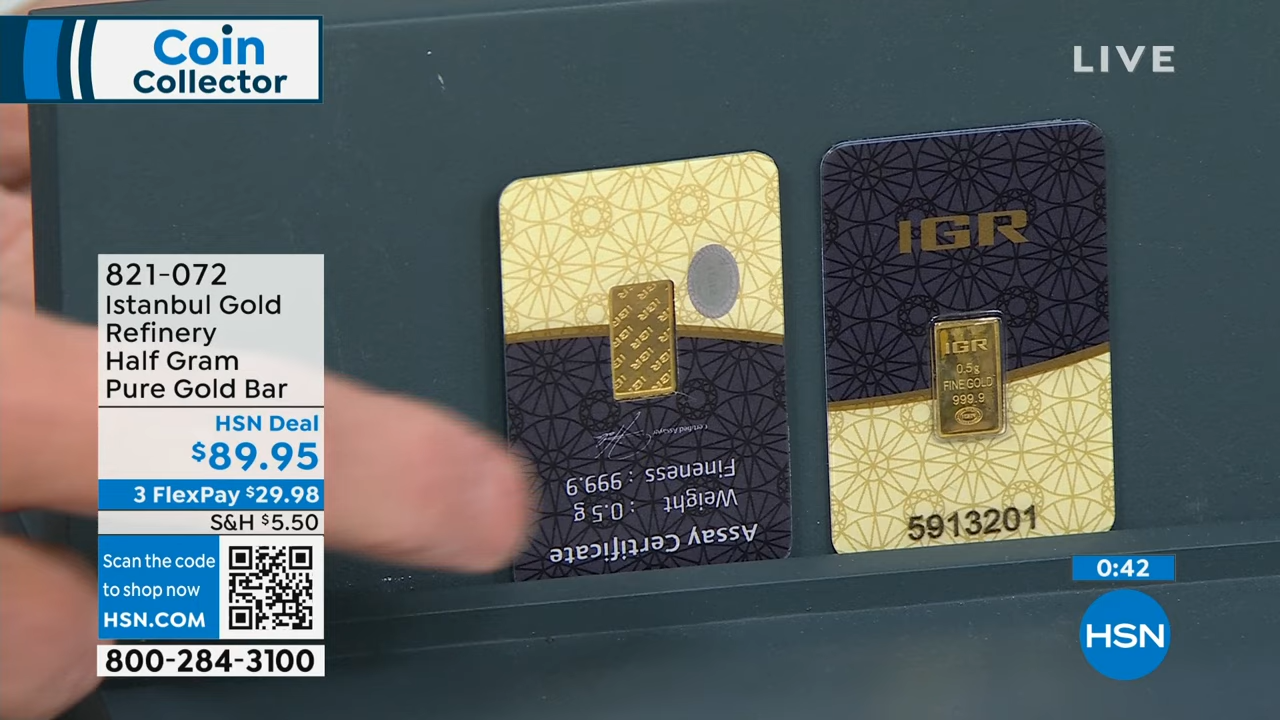 Coin
Collector
LIVE
821-072
Istanbul Gold
Refinery
Half Gram
Pure Gold Bar
HSN Deal
$89.95
3 FlexPay $29.98
S&H $5.50
Scan the code
to shop now
HSN.COM
800-284-3100
Assay Certificate
Weight : 0.5 g
Fineness : 999.9
Certified Assayer
IGR
IGR
0,5g
FINE GOLD
999.9
5913201
0:42
HSN